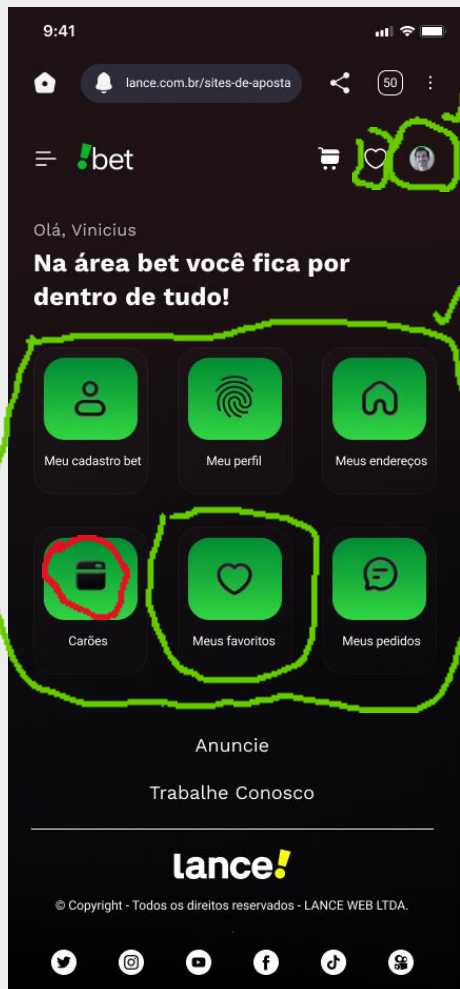 9:41
lance.com.br/sites-de-aposta
50
!bet
Olá, Vinicius
Na área bet você fica por
dentro de tudo!
Meu cadastro bet
Meu perfil
Meus endereços
Carões
Meus favoritos
Meus pedidos
Anuncie
Trabalhe Conosco
lance!
© Copyright - Todos os direitos reservados - LANCE WEB LTDA.